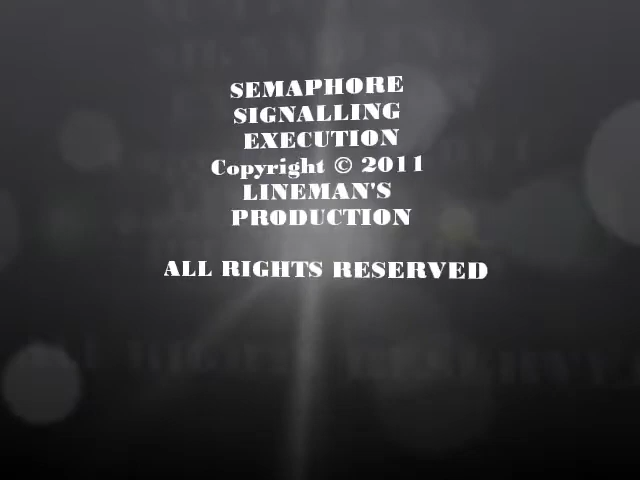 SEMAPHORE
SIGNALLING
EXECUTION
Copyright © 2011
LINEMAN'S
PRODUCTION
ALL RIGHTS RESERVED